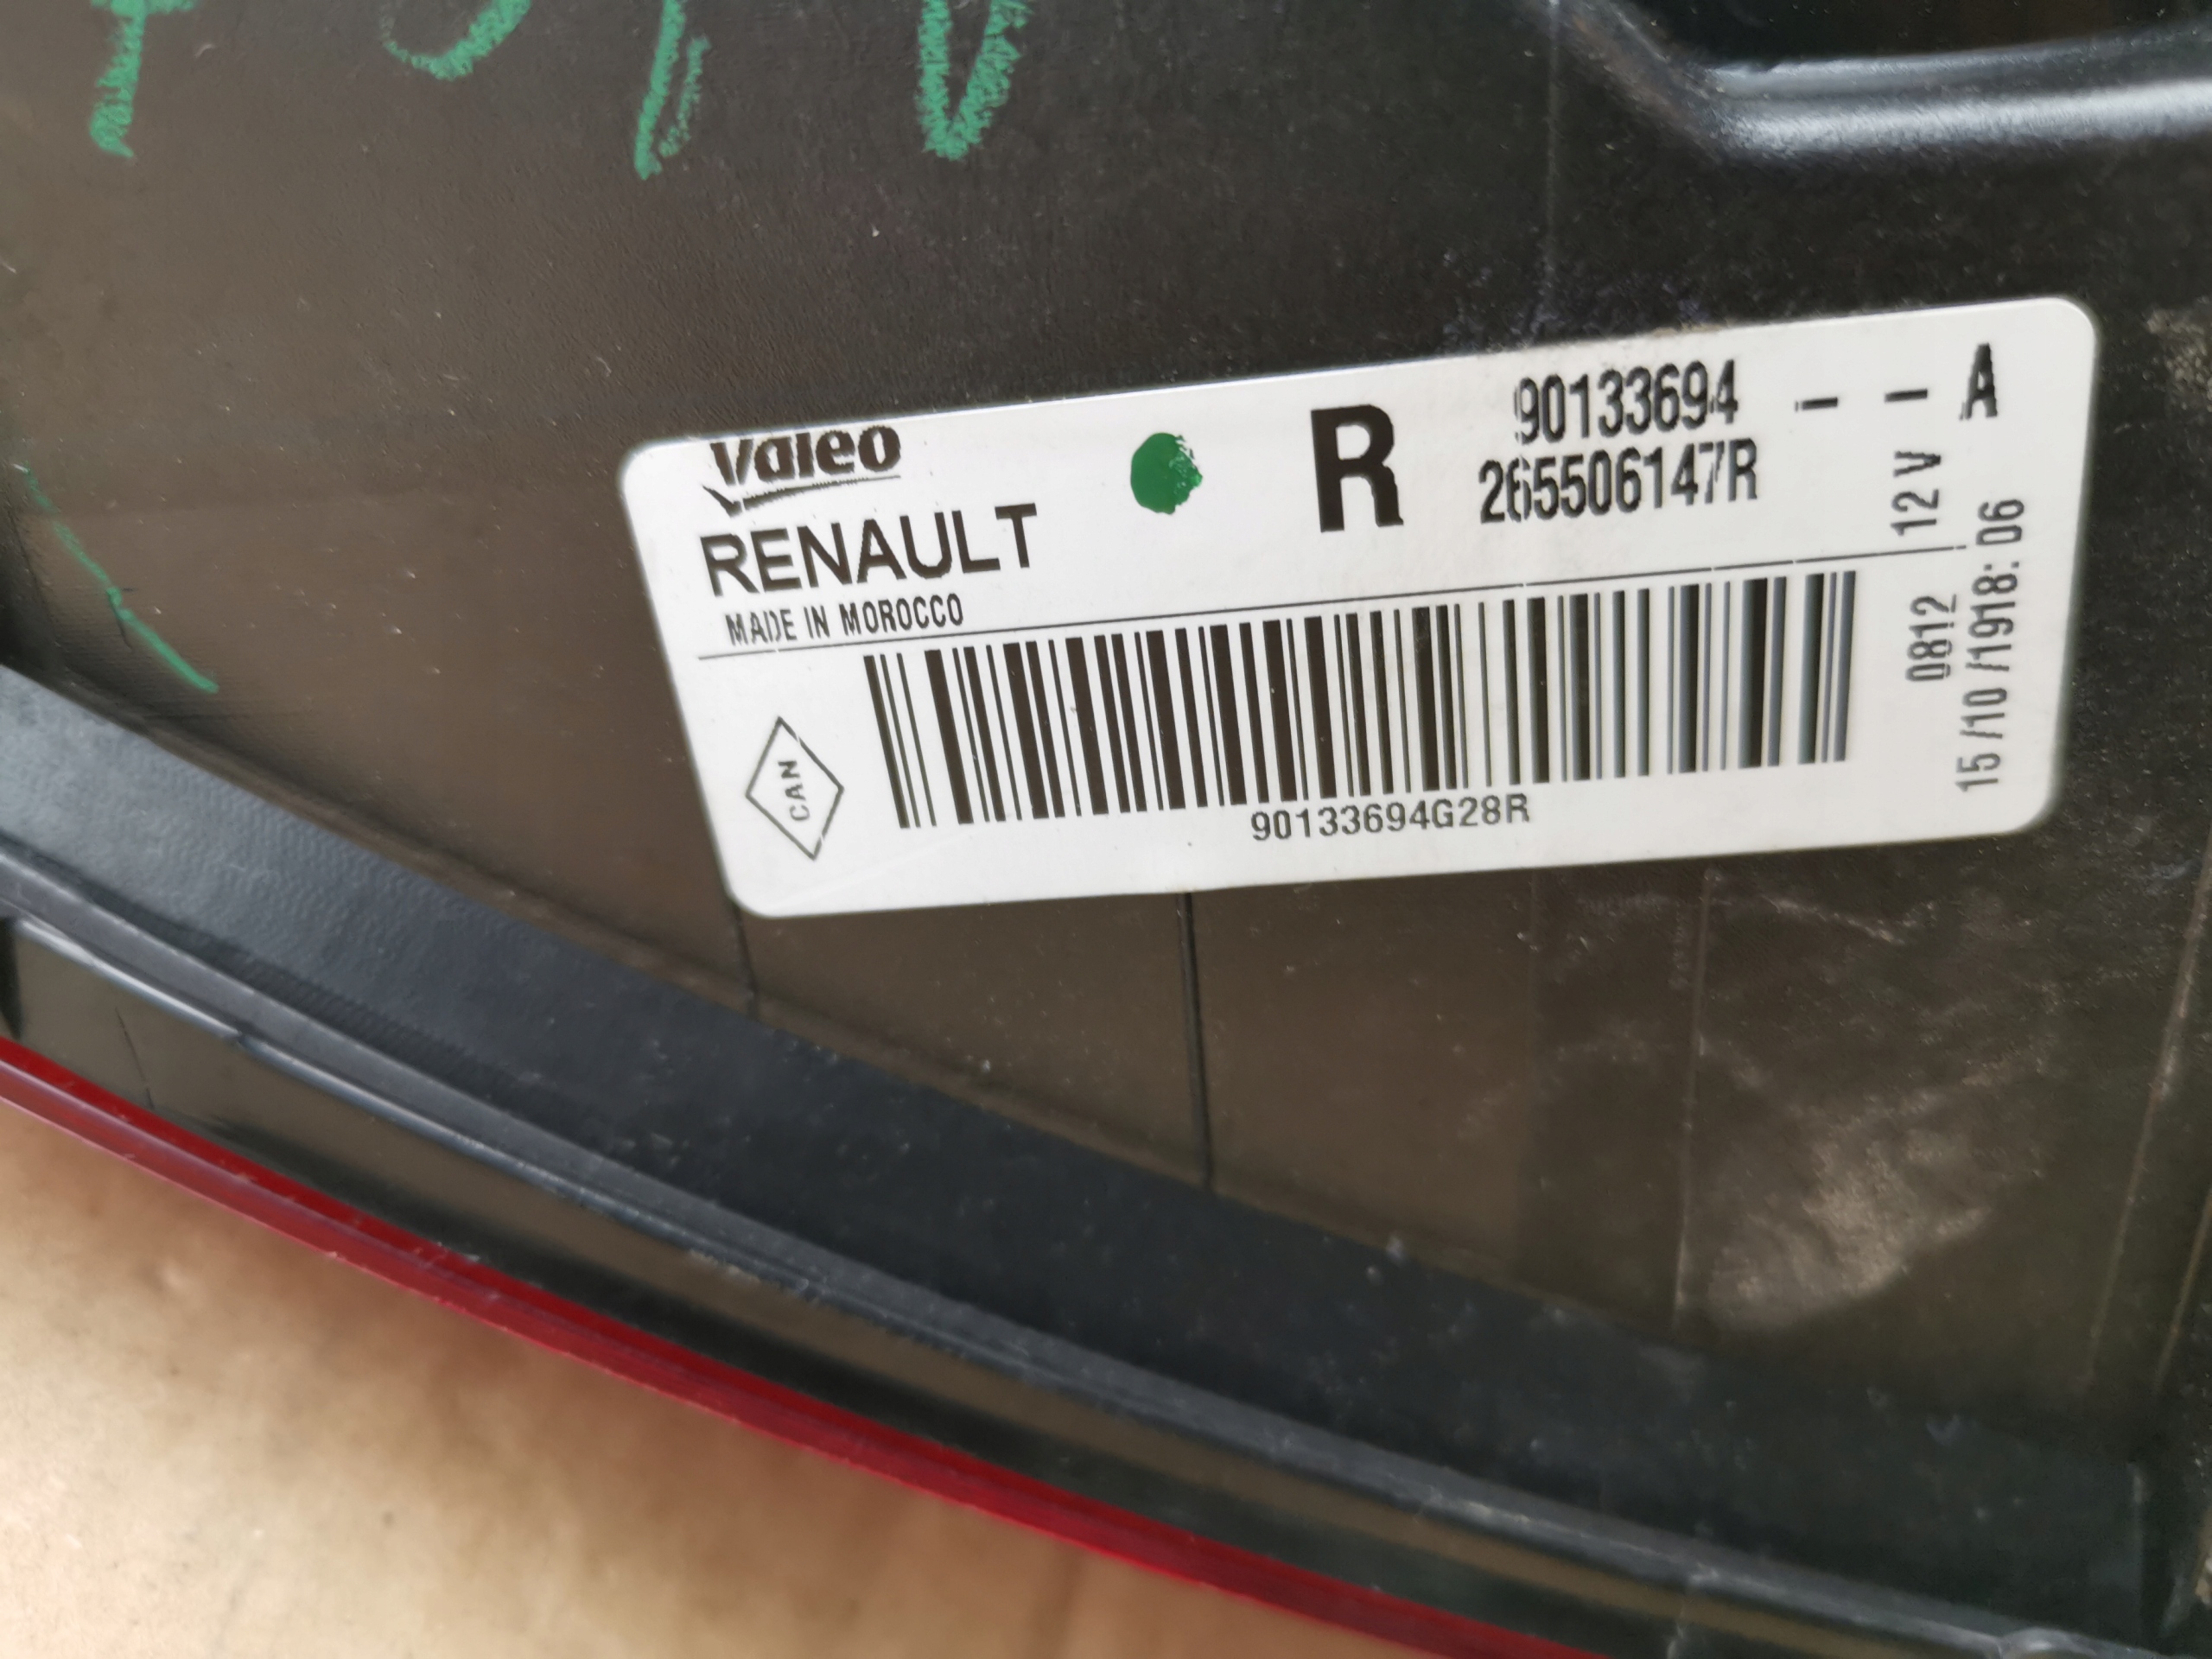 Valeo
RENAULT
MADE IN MOROCCO
R
90133694 - - A
265506147R
12 V
0812
15/10/1918:06
CAN
90133694G28R